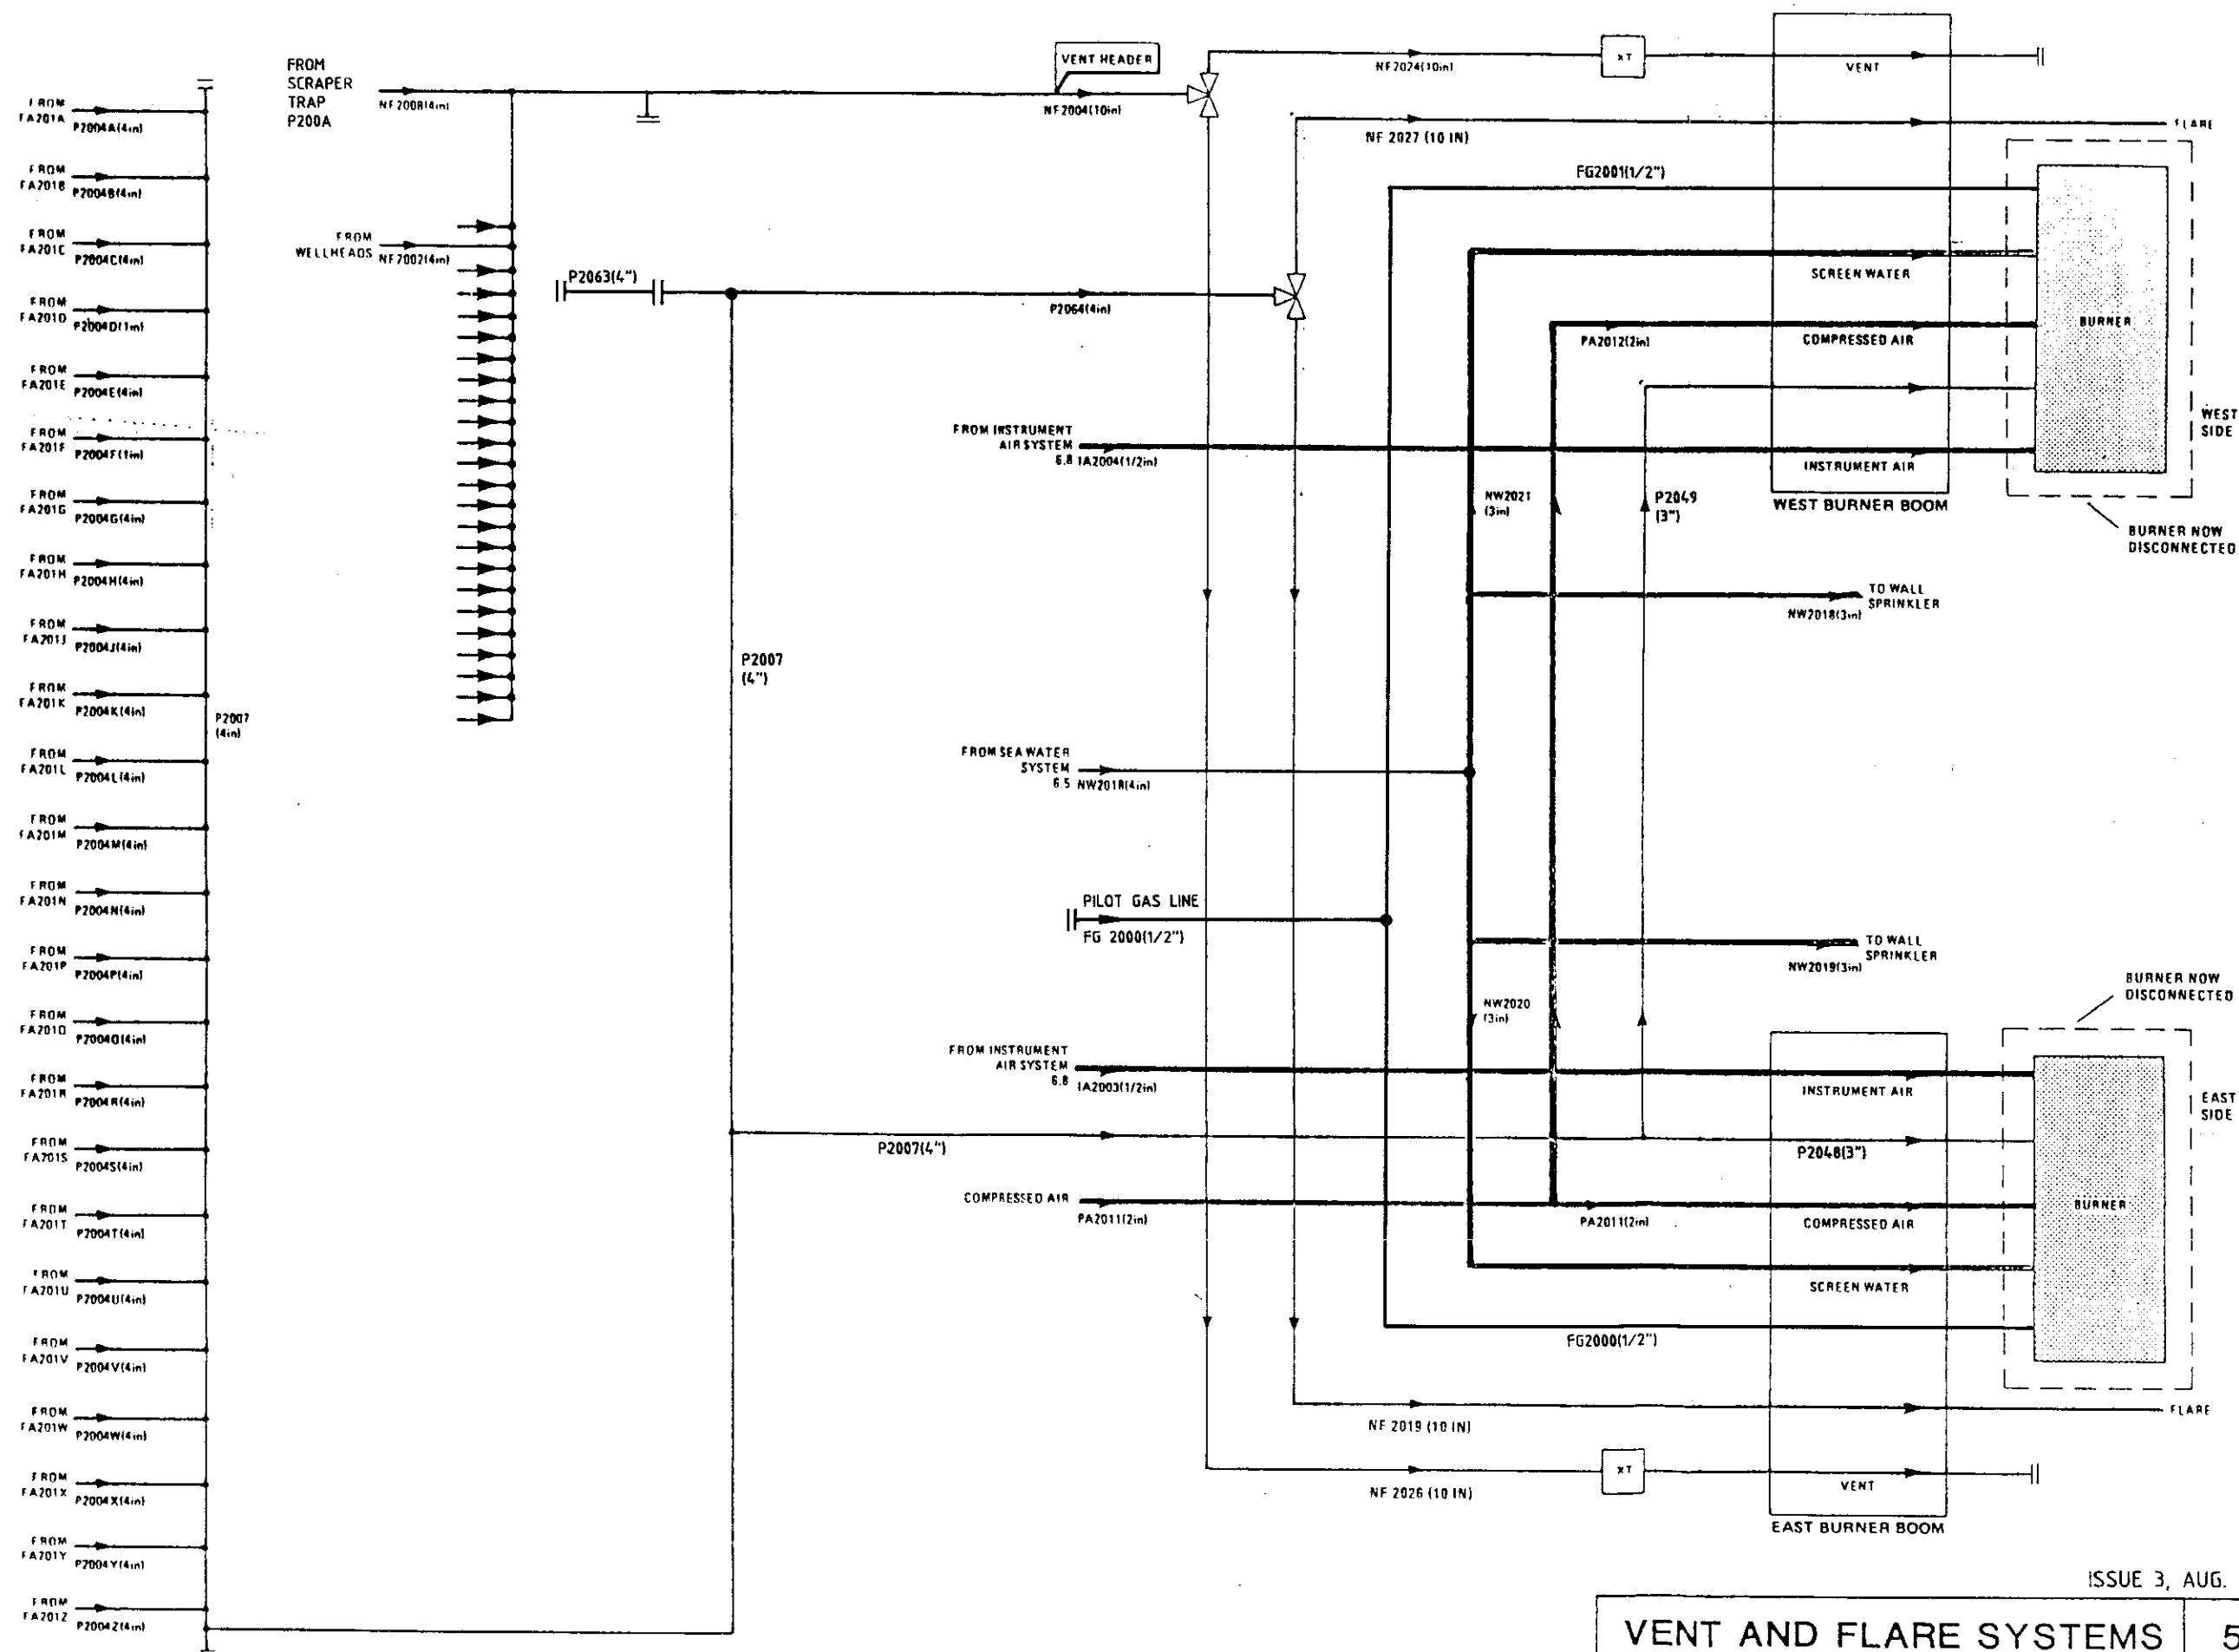 FROM
FA201A
P2004A(4in)
FROM
FA201B
P2004B(4in)
FROM
FA201C
P2004C(4in)
FROM
FA201D
P2004D(1in)
FROM
FA201E
P2004E(4in)
FROM
FA201F
P2004F(1in)
FROM
FA201G
P2004G(4in)
FROM
FA201H
P2004H(4in)
FROM
FA201J
P2004J(4in)
FROM
FA201K
P2004K(4in)
FROM
FA201L
P2004L(4in)
FROM
FA201M
P2004M(4in)
FROM
FA201N
P2004N(4in)
FROM
FA201P
P2004P(4in)
FROM
FROM
FA201R
P2004R(4in)
FROM
FA201S
P2004S(4in)
FROM
FA201T
P2004T(4in)
FROM
FA201U
P2004U(4in)
FROM
FA201V
P2004V(4in)
FROM
FA201W
P2004W(4in)
FROM
FA201X
P2004X(4in)
FROM
FA201Y
P2004Y(4in)
FROM
FA201Z
P2004Z(4in)
P2007
(4in)
FROM
SCRAPER
TRAP
P200A
NF2008(4in)
VENT HEADER
NF2004(10in)
FROM
WELLHEADS
NF2002(4in)
P2063(4")
P2064(4in)
P2007
(4")
P2007(4")
NF2024(10in)
XT
VENT
NF 2027 (10 IN)
FLARE
FG2001(1/2")
SCREEN WATER
PA2012(2in)
COMPRESSED AIR
BURNER
FROM INSTRUMENT
AIR SYSTEM
6.8 IA2004(1/2in)
INSTRUMENT AIR
WEST
SIDE
NW2021
(3in)
P2049
(3")
WEST BURNER BOOM
BURNER NOW
DISCONNECTED
TO WALL
SPRINKLER
NW2018(3in)
FROM SEA WATER
SYSTEM
6.5 NW2018(4in)
PILOT GAS LINE
FG 2000(1/2")
TO WALL
SPRINKLER
NW2019(3in)
NW2020
(3in)
BURNER NOW
DISCONNECTED
FROM INSTRUMENT
AIR SYSTEM
6.8 IA2003(1/2in)
INSTRUMENT AIR
EAST
SIDE
P2048(3")
COMPRESSED AIR
PA2011(2in)
PA2011(2in)
COMPRESSED AIR
BURNER
SCREEN WATER
FG2000(1/2")
NF 2019 (10 IN)
FLARE
NF 2026 (10 IN)
XT
VENT
EAST BURNER BOOM
ISSUE 3, AUG.
VENT AND FLARE SYSTEMS
5